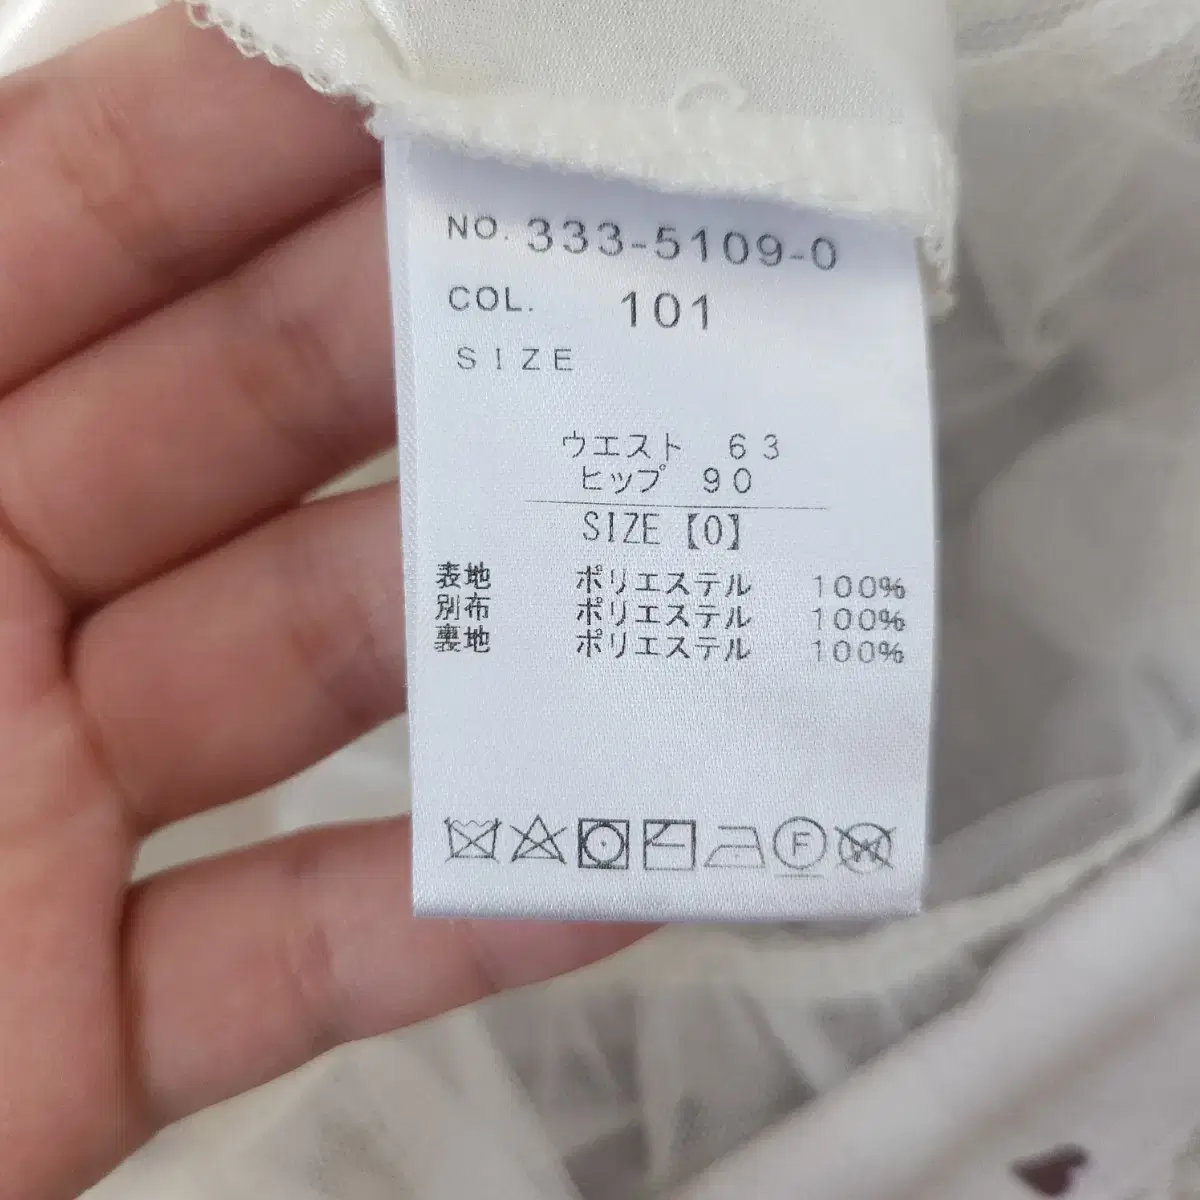 NO. 333-5109-0
COL. 101
SIZE
ウエスト 63
ヒップ 90
SIZE【0】
表地 ポリエステル 100%
別布 ポリエステル 100%
裏地 ポリエステル 100%
F W